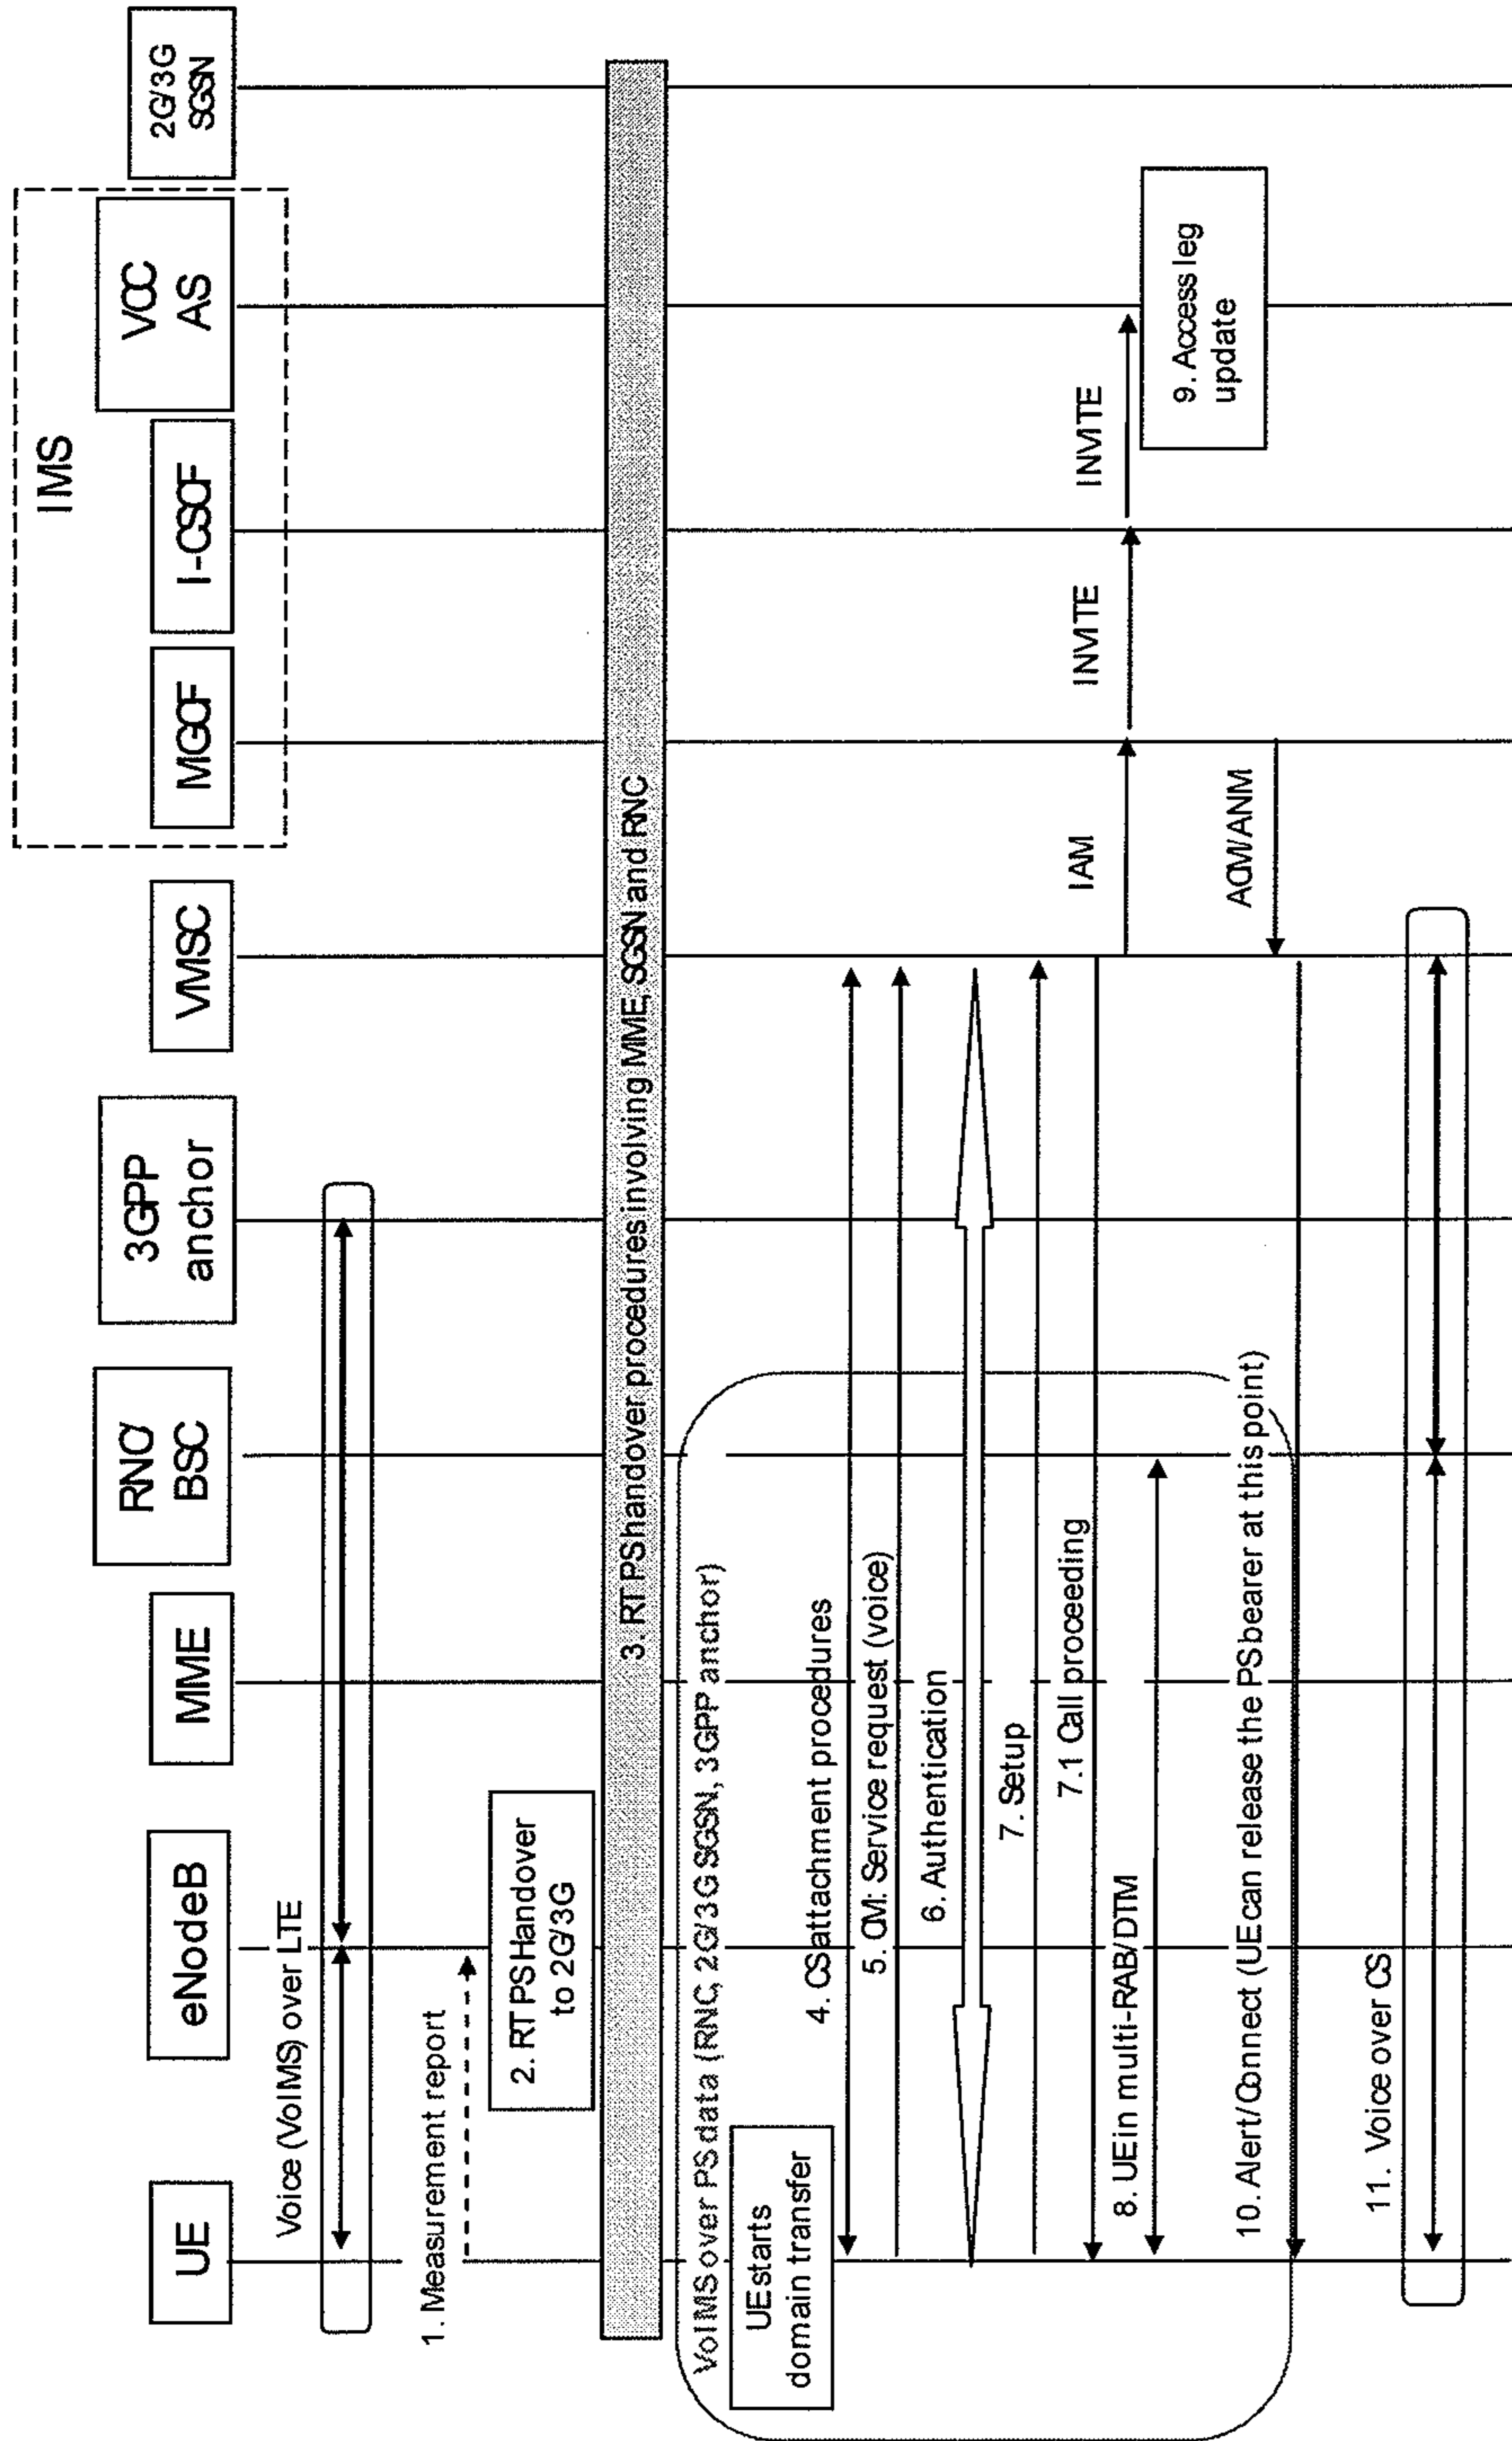 IMS
UE
eNodeB
MME
RNC/
BSC
3GPP
anchor
VMSC
MGCF
I-CSCF
VCC
AS
2G/3G
SGSN
Voice (VoIMS) over LTE
1. Measurement report
2. RT PS Handover
to 2G/3G
3. RT PS handover procedures involving MME, SGSN and RNC
VoIMS over PS data (RNC, 2G/3G SGSN, 3GPP anchor)
UE starts
domain transfer
4. CS attachment procedures
5. CM: Service request (voice)
6. Authentication
7. Setup
7.1 Call proceeding
IAM
INVITE
INVITE
8. UE in multi-RAB/DTM
9. Access leg
update
ACM/ANM
10. Alert/Connect (UE can release the PS bearer at this point)
11. Voice over CS